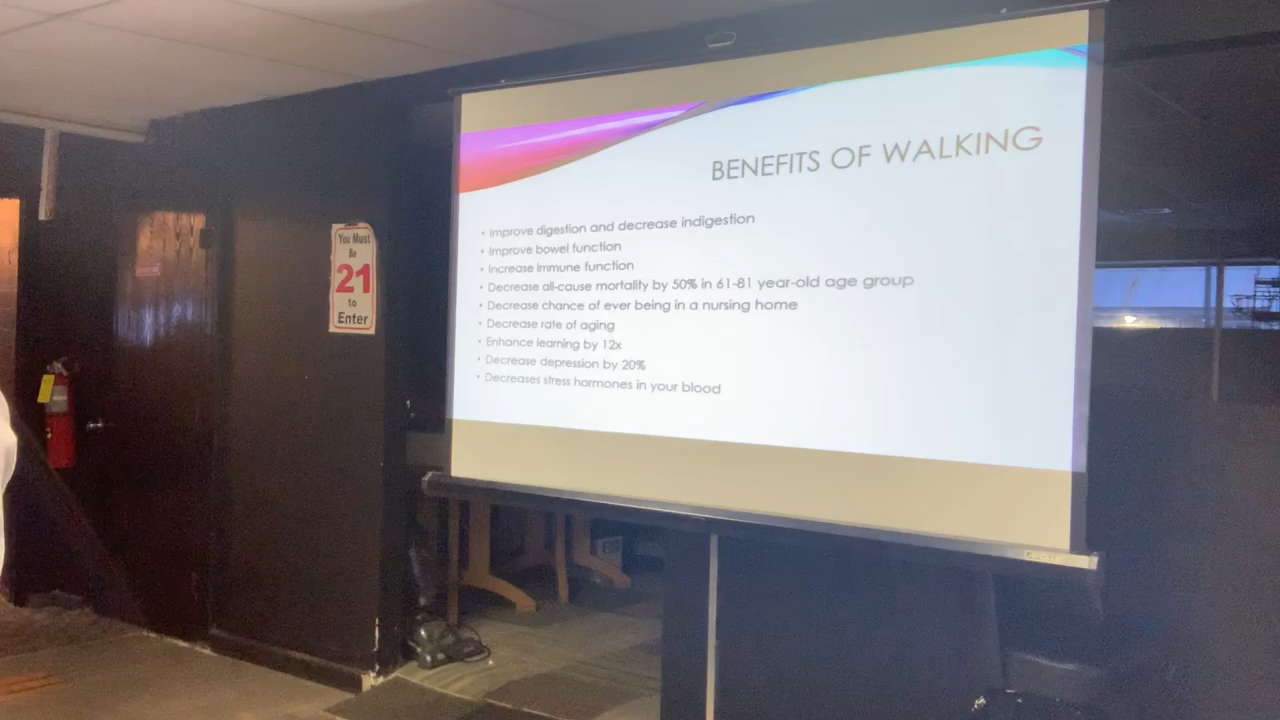 BENEFITS OF WALKING
• Improve digestion and decrease indigestion
• Improve bowel function
• Increase immune function
• Decrease all-cause mortality by 50% in 61-81 year-old age group
• Decrease chance of ever being in a nursing home
• Decrease rate of aging
• Enhance learning by 12x
• Decrease depression by 20%
• Decreases stress hormones in your blood
You Must
Be
21
to
Enter